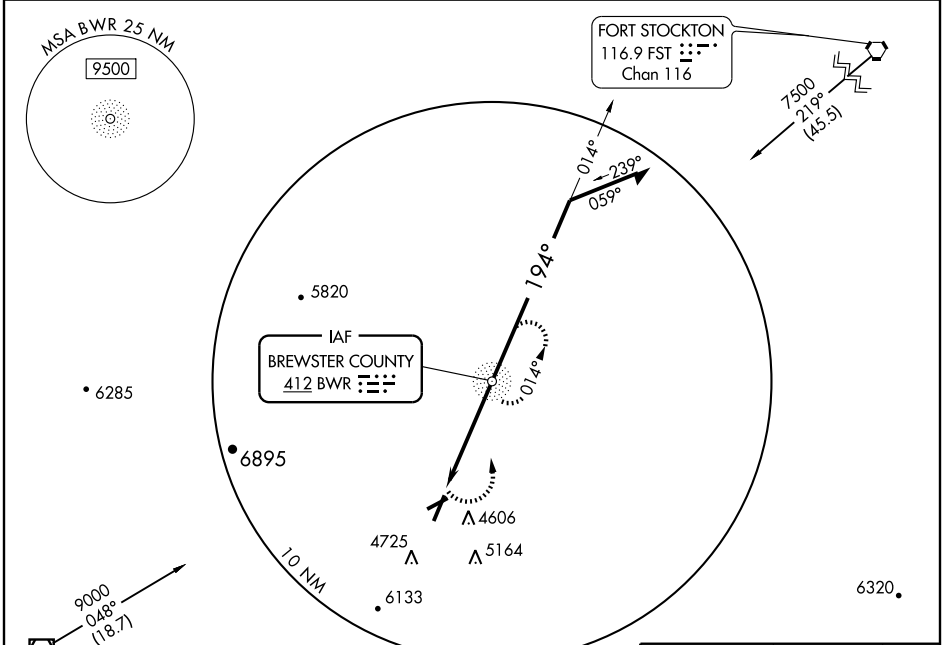 MSA BWR 25 NM
9500
FORT STOCKTON
116.9 FST
Chan 116
7500
219°
(45.5)
014°
239°
059°
194°
5820
IAF
BREWSTER COUNTY
412 BWR
014°
6285
6895
4606
4725
5164
10 NM
6133
6320
9000
048°
(18.7)